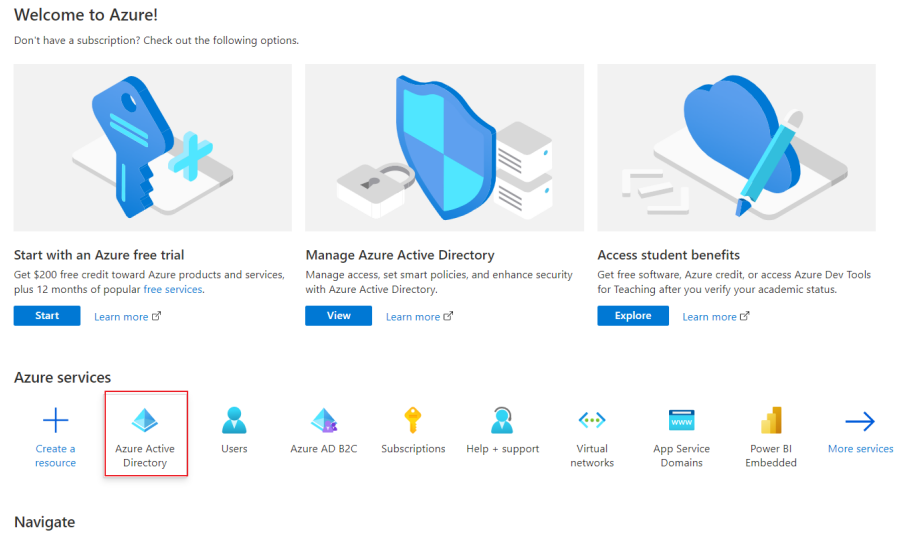 Welcome to Azure!
Don't have a subscription? Check out the following options.
Start with an Azure free trial
Get $200 free credit toward Azure products and services,
plus 12 months of popular free services.
Start
Learn more
Manage Azure Active Directory
Manage access, set smart policies, and enhance security
with Azure Active Directory.
View
Learn more
Access student benefits
Get free software, Azure credit, or access Azure Dev Tools
for Teaching after you verify your academic status.
Explore
Learn more
Azure services
Create a
resource
Azure Active
Directory
Users
Azure AD B2C
Subscriptions
Help + support
Virtual
networks
www
App Service
Domains
Power BI
Embedded
More services
Navigate